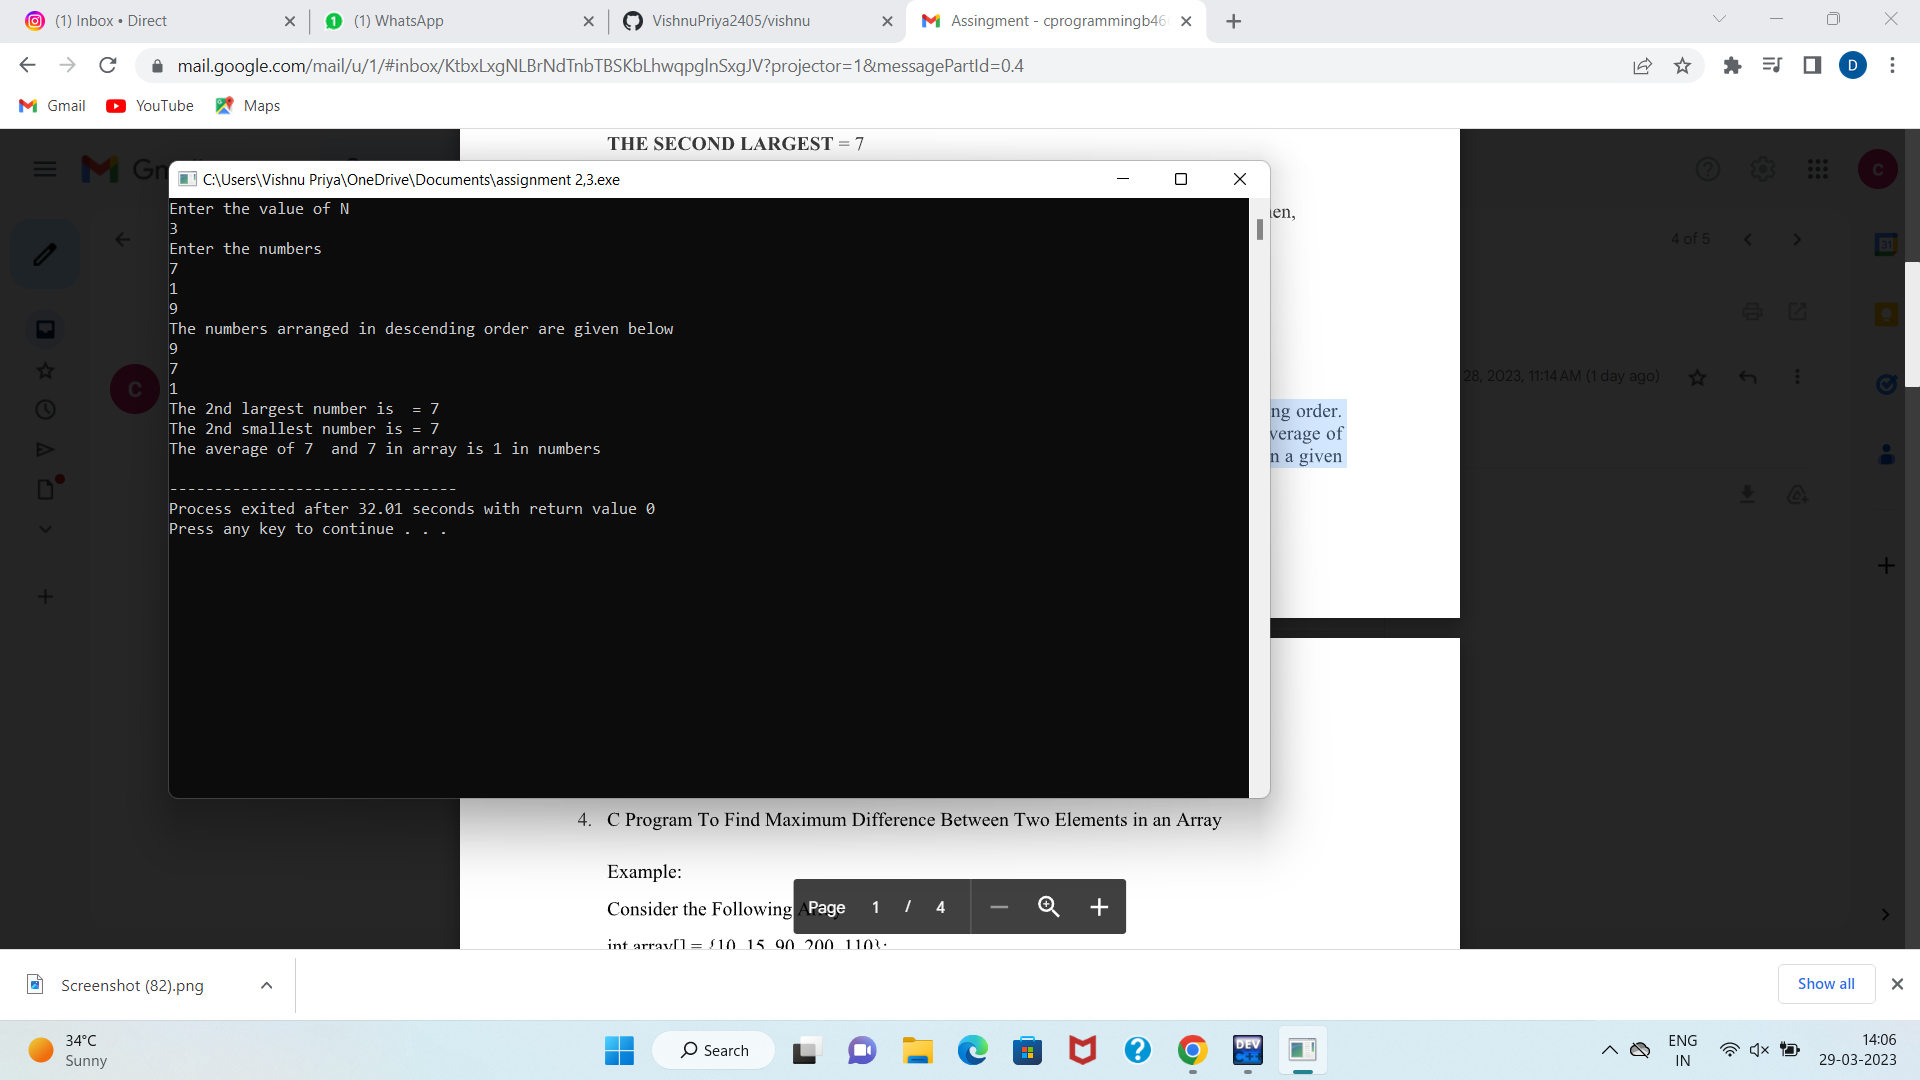 (1) Inbox • Direct
(1) WhatsApp
VishnuPriya2405/vishnu
Assingment - cprogrammingb46
mail.google.com/mail/u/1/#inbox/KtbxLxgNLBrNdTnbTBSKbLhwqpglnSxgJV?projector=1&messagePartId=0.4
D
Gmail
YouTube
Maps
THE SECOND LARGEST = 7
C:\Users\Vishnu Priya\OneDrive\Documents\assignment 2,3.exe
Enter the value of N
3
Enter the numbers
7
1
9
The numbers arranged in descending order are given below
9
7
1
The 2nd largest number is  = 7
The 2nd smallest number is = 7
The average of 7  and 7 in array is 1 in numbers
--------------------------------
Process exited after 32.01 seconds with return value 0
Press any key to continue . . .
C
C
4 of 5
31
28, 2023, 11:14 AM (1 day ago)
ng order.
verage of
n a given
4. C Program To Find Maximum Difference Between Two Elements in an Array
Example:
Consider the Following
Page 1 / 4
int array[] = {10, 15, 90, 200, 110};
Screenshot (82).png
Show all
34°C
Sunny
Search
DEV
C++
ENG
IN
14:06
29-03-2023